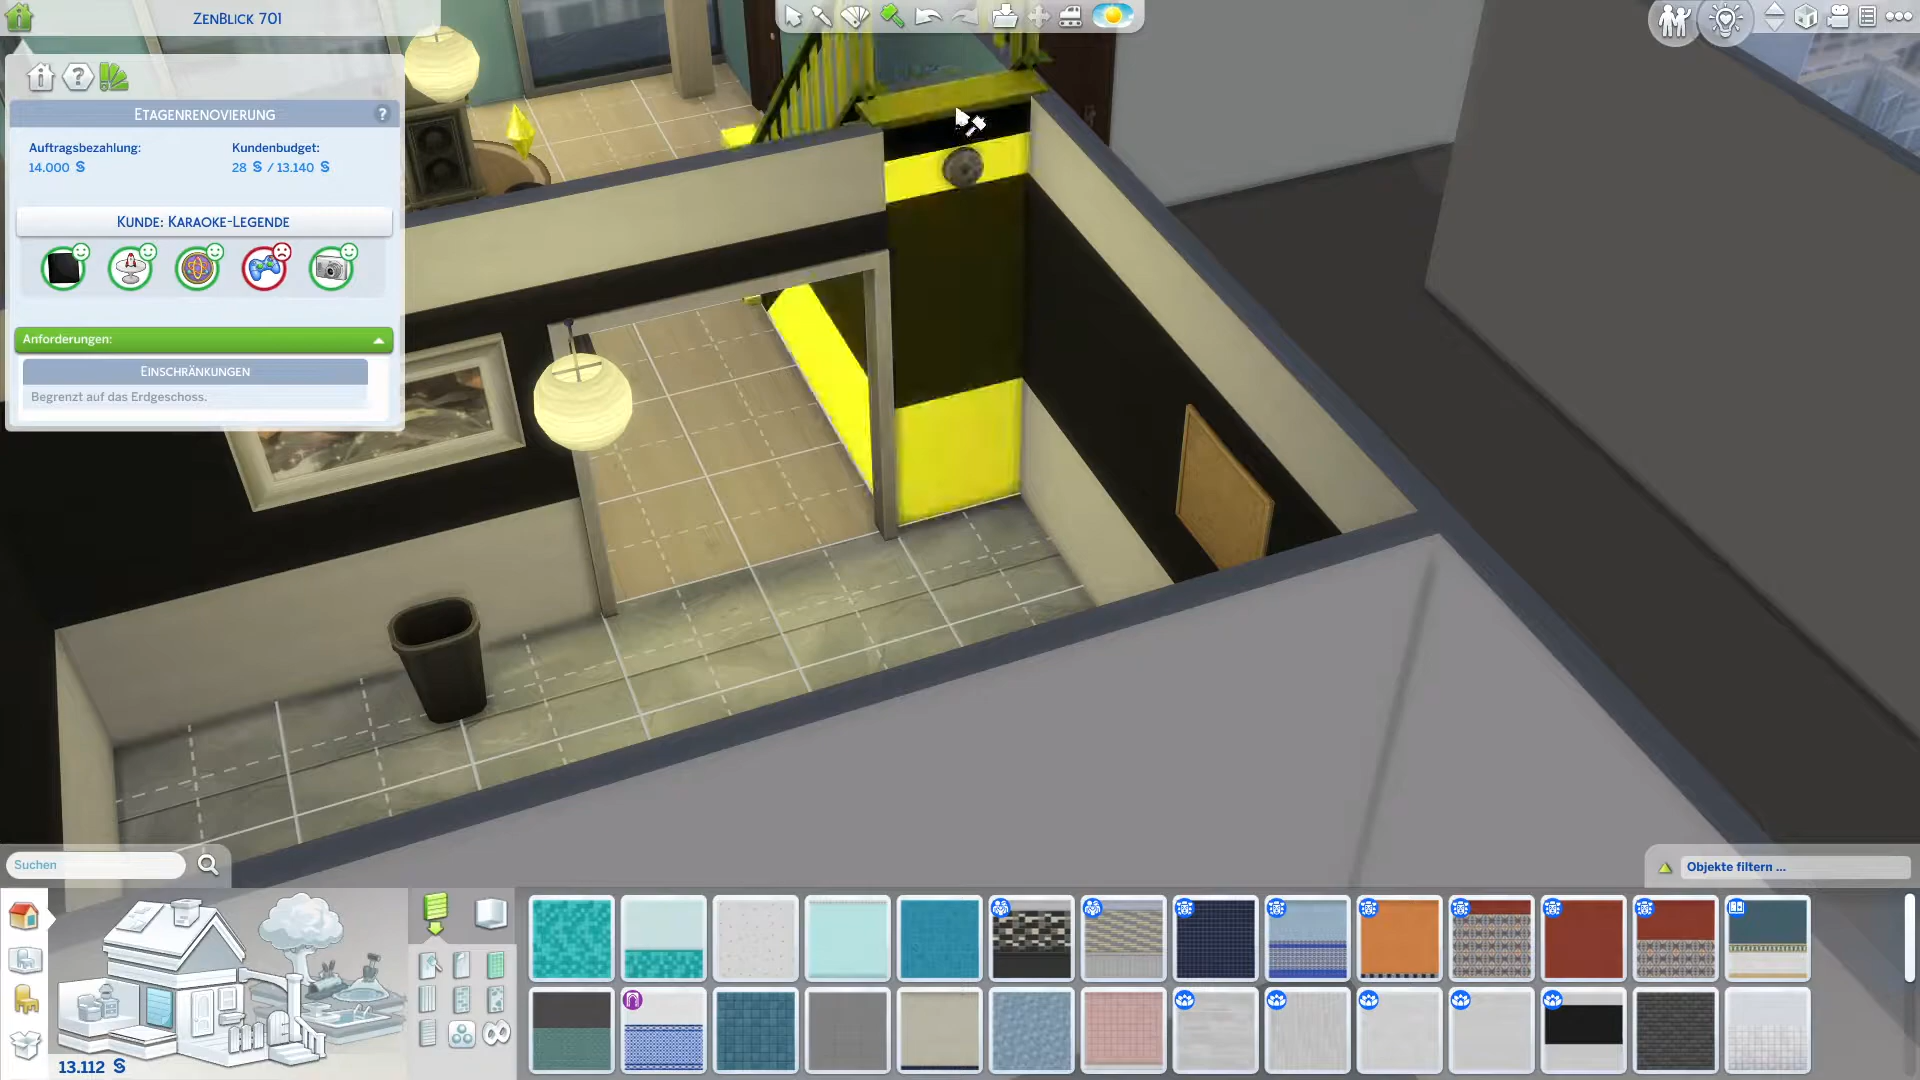 ZenBlick 701
Etagenrenovierung
?
Auftragsbezahlung:
14.000 $
Kundenbudget:
28 $ / 13.140 $
Kunde: Karaoke-Legende
Anforderungen:
Einschränkungen
Begrenzt auf das Erdgeschoss.
Suchen
Objekte filtern ...
13.112 $